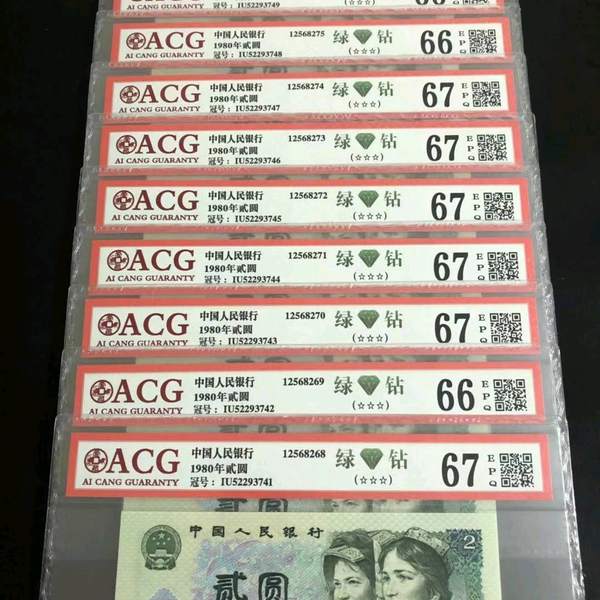 AI CANG GUARANTY
冠号：IU52293749
(☆☆☆)
66
ACG
AI CANG GUARANTY
中国人民银行
1980年贰圆
冠号：IU52293748
12568275
绿 钻
(☆☆☆)
66
EPQ
ACG
AI CANG GUARANTY
中国人民银行
1980年贰圆
冠号：IU52293747
12568274
绿 钻
(☆☆☆)
67
EPQ
ACG
AI CANG GUARANTY
中国人民银行
1980年贰圆
冠号：IU52293746
12568273
绿 钻
(☆☆☆)
67
EPQ
ACG
AI CANG GUARANTY
中国人民银行
1980年贰圆
冠号：IU52293745
12568272
绿 钻
(☆☆☆)
67
EPQ
ACG
AI CANG GUARANTY
中国人民银行
1980年贰圆
冠号：IU52293744
12568271
绿 钻
(☆☆☆)
67
EPQ
ACG
AI CANG GUARANTY
中国人民银行
1980年贰圆
冠号：IU52293743
12568270
绿 钻
(☆☆☆)
67
EPQ
ACG
AI CANG GUARANTY
中国人民银行
1980年贰圆
冠号：IU52293742
12568269
绿 钻
(☆☆☆)
66
EPQ
ACG
AI CANG GUARANTY
中国人民银行
1980年贰圆
冠号：IU52293741
12568268
绿 钻
(☆☆☆)
67
EPQ
中国人民银行
贰圆
2